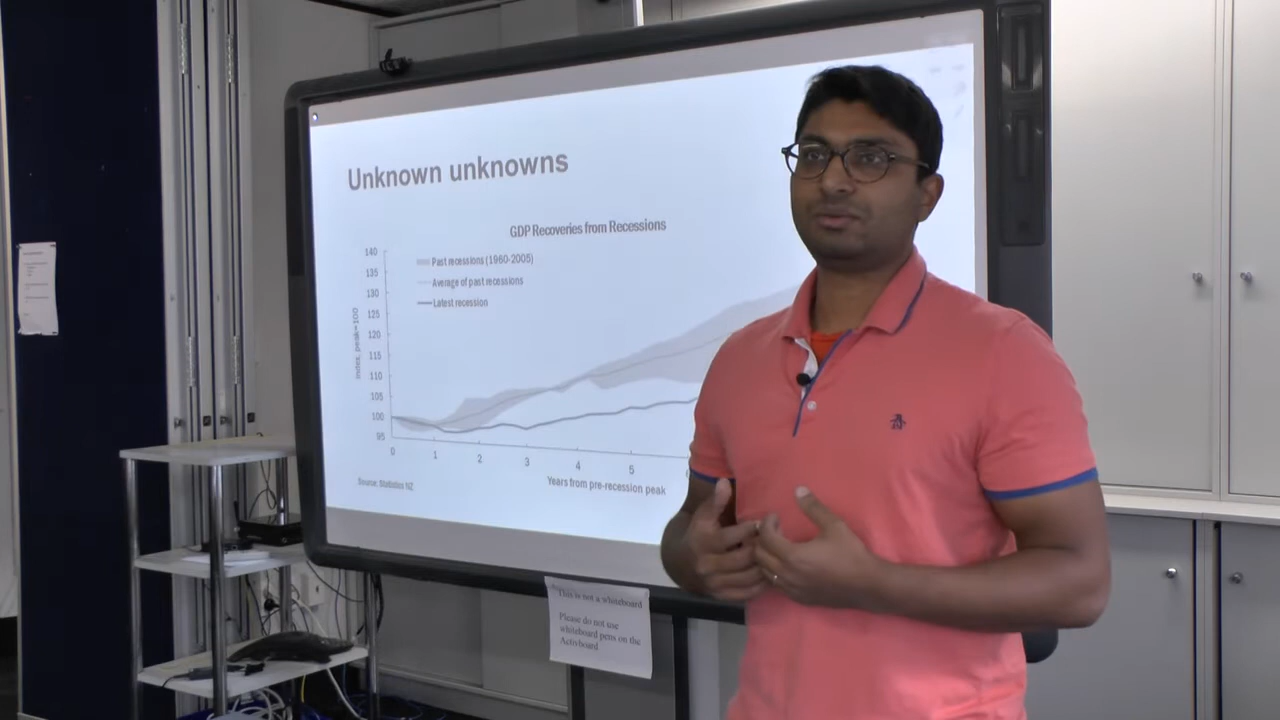 Unknown unknowns
GDP Recoveries from Recessions
Past recessions (1960-2005)
Average of past recessions
Latest recession
Index, peak=100
140
135
130
125
120
115
110
105
100
95
0 1 2 3 4 5
Years from pre-recession peak
Source: Statistics NZ
This is not a whiteboard
Please do not use
whiteboard pens on the
Activboard